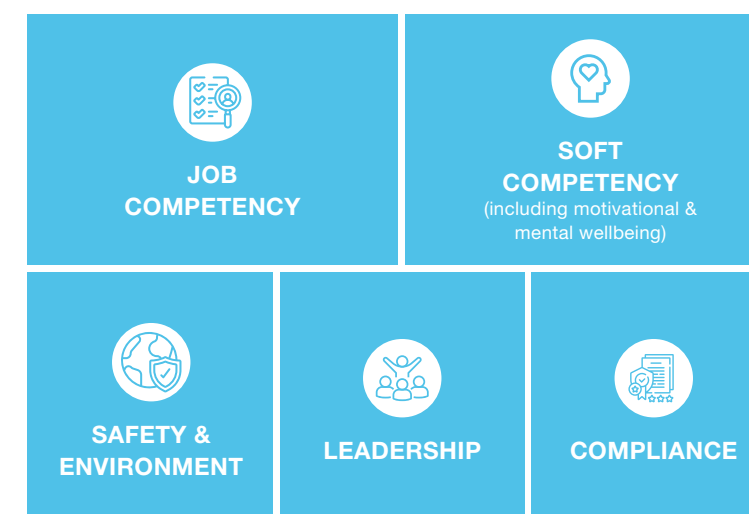 JOB
COMPETENCY
SOFT
COMPETENCY
(including motivational &
mental wellbeing)
SAFETY &
ENVIRONMENT
LEADERSHIP
COMPLIANCE